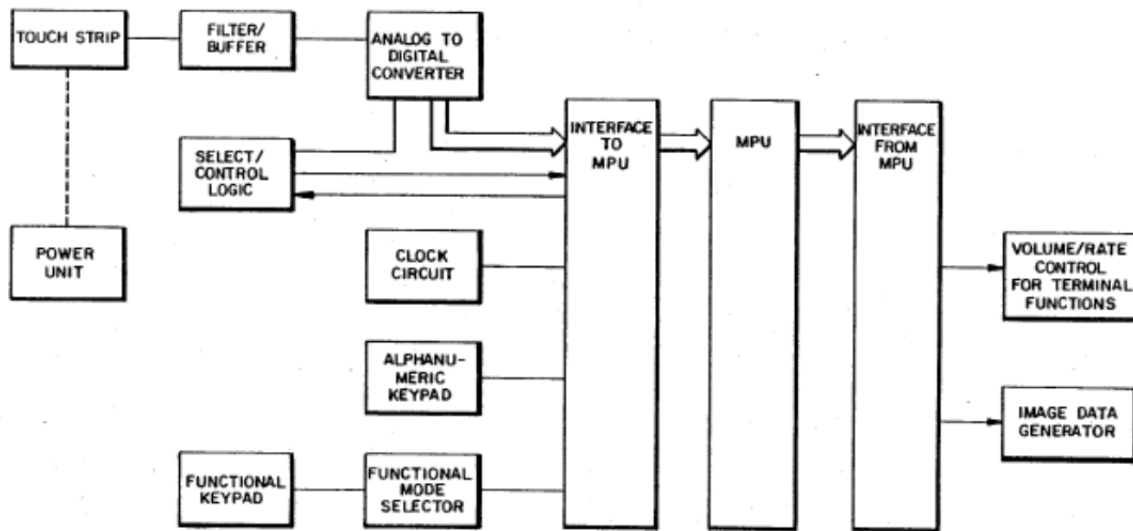 TOUCH STRIP
FILTER/
BUFFER
ANALOG TO
DIGITAL
CONVERTER
SELECT/
CONTROL
LOGIC
INTERFACE
TO
MPU
MPU
INTERFACE
FROM
MPU
POWER
UNIT
CLOCK
CIRCUIT
VOLUME/RATE
CONTROL
FOR TERMINAL
FUNCTIONS
ALPHANU-
MERIC
KEYPAD
IMAGE DATA
GENERATOR
FUNCTIONAL
KEYPAD
FUNCTIONAL
MODE
SELECTOR